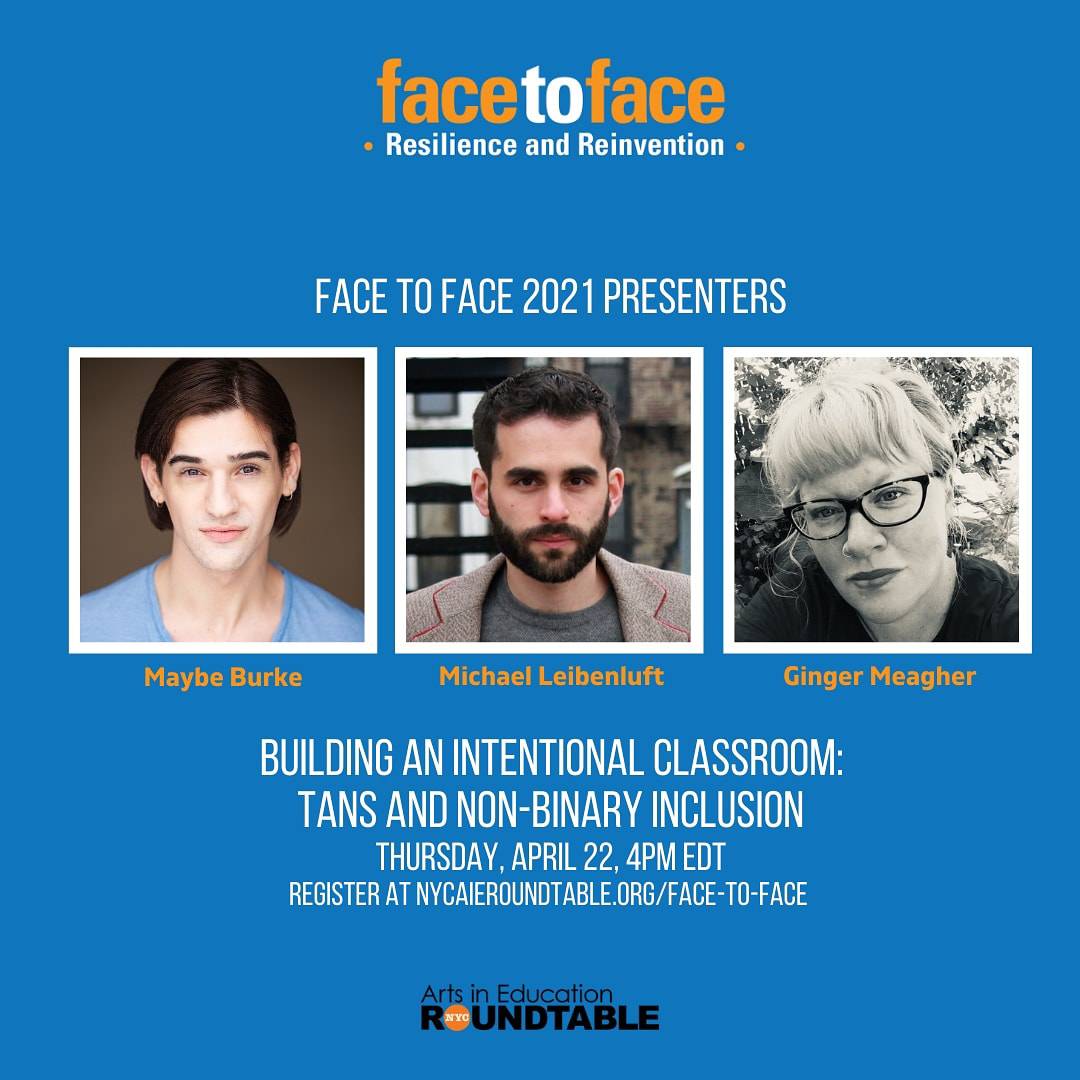 facetoface
• Resilience and Reinvention •
FACE TO FACE 2021 PRESENTERS
Maybe Burke
Michael Leibenluft
Ginger Meagher
BUILDING AN INTENTIONAL CLASSROOM:
TANS AND NON-BINARY INCLUSION
THURSDAY, APRIL 22, 4PM EDT
REGISTER AT NYCAIEROUNDTABLE.ORG/FACE-TO-FACE
Arts in Education
ROUNDTABLE
NYC